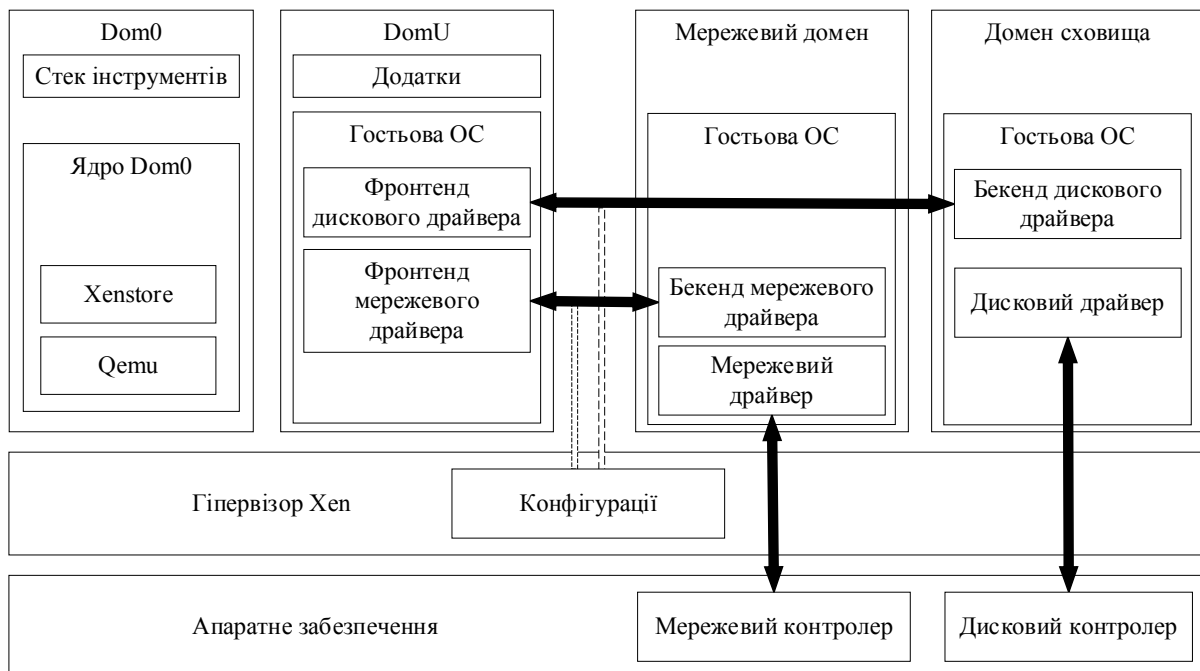 Dom0
Стек інструментів
Ядро Dom0
Xenstore
Qemu
DomU
Додатки
Гостьова ОС
Фронтенд
дискового драйвера
Фронтенд
мережевого
драйвера
Мережевий домен
Гостьова ОС
Бекенд мережевого
драйвера
Мережевий
драйвер
Домен сховища
Гостьова ОС
Бекенд дискового
драйвера
Дисковий драйвер
Гіпервізор Xen
Конфігурації
Апаратне забезпечення
Мережевий контролер
Дисковий контролер